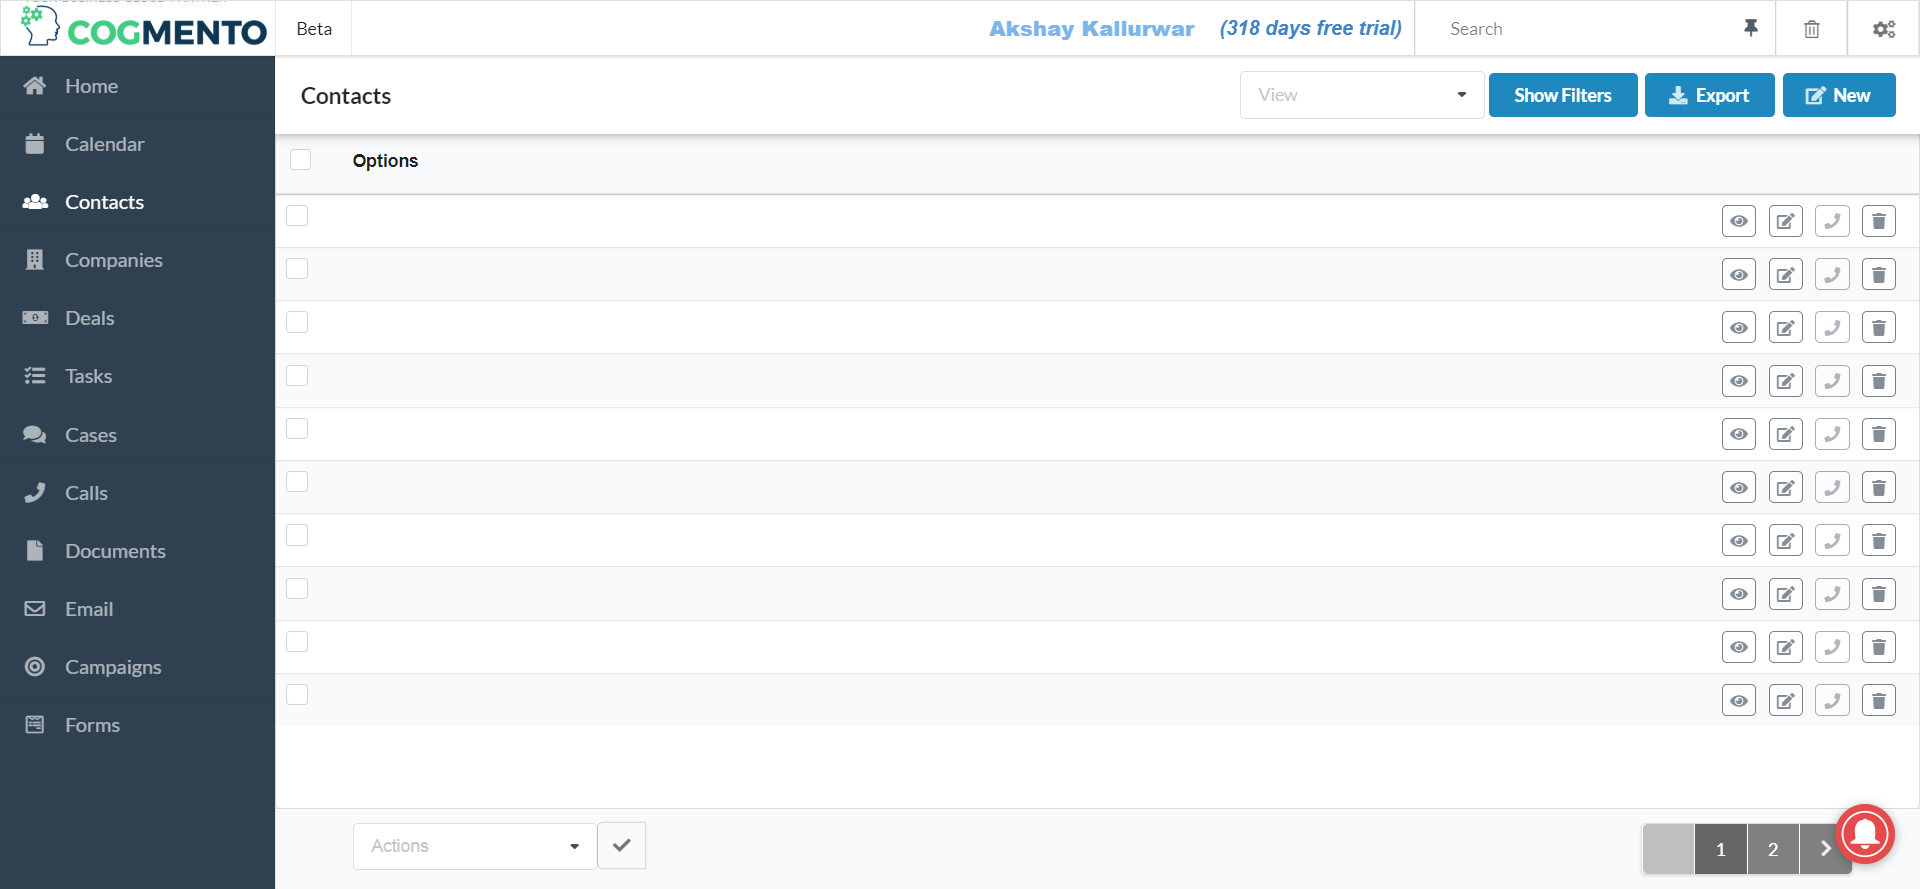 COGMENTO
Beta
Akshay Kallurwar (318 days free trial)
Search
Home
Calendar
Contacts
Companies
Deals
Tasks
Cases
Calls
Documents
Email
Campaigns
Forms
Contacts
View
Show Filters
Export
New
Options
Actions
1
2